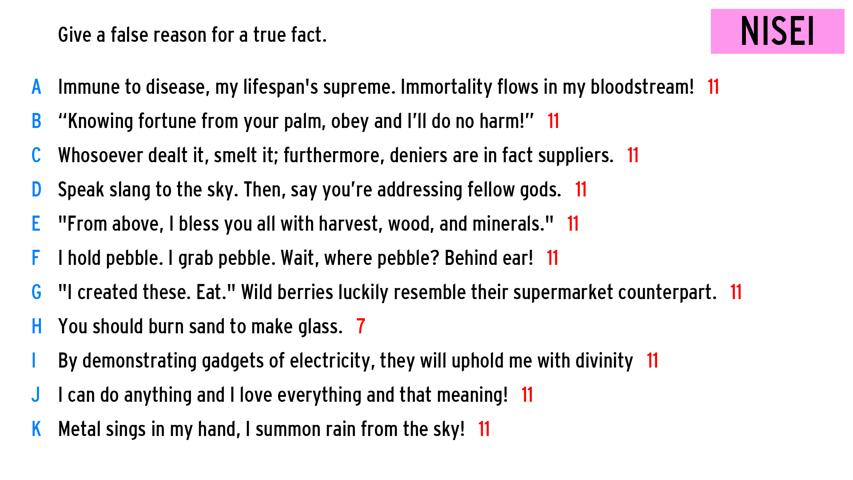 NISEI
Give a false reason for a true fact.
A Immune to disease, my lifespan's supreme. Immortality flows in my bloodstream! 11
B “Knowing fortune from your palm, obey and I’ll do no harm!” 11
C Whosoever dealt it, smelt it; furthermore, deniers are in fact suppliers. 11
D Speak slang to the sky. Then, say you’re addressing fellow gods. 11
E "From above, I bless you all with harvest, wood, and minerals." 11
F I hold pebble. I grab pebble. Wait, where pebble? Behind ear! 11
G "I created these. Eat." Wild berries luckily resemble their supermarket counterpart. 11
H You should burn sand to make glass. 7
I By demonstrating gadgets of electricity, they will uphold me with divinity 11
J I can do anything and I love everything and that meaning! 11
K Metal sings in my hand, I summon rain from the sky! 11